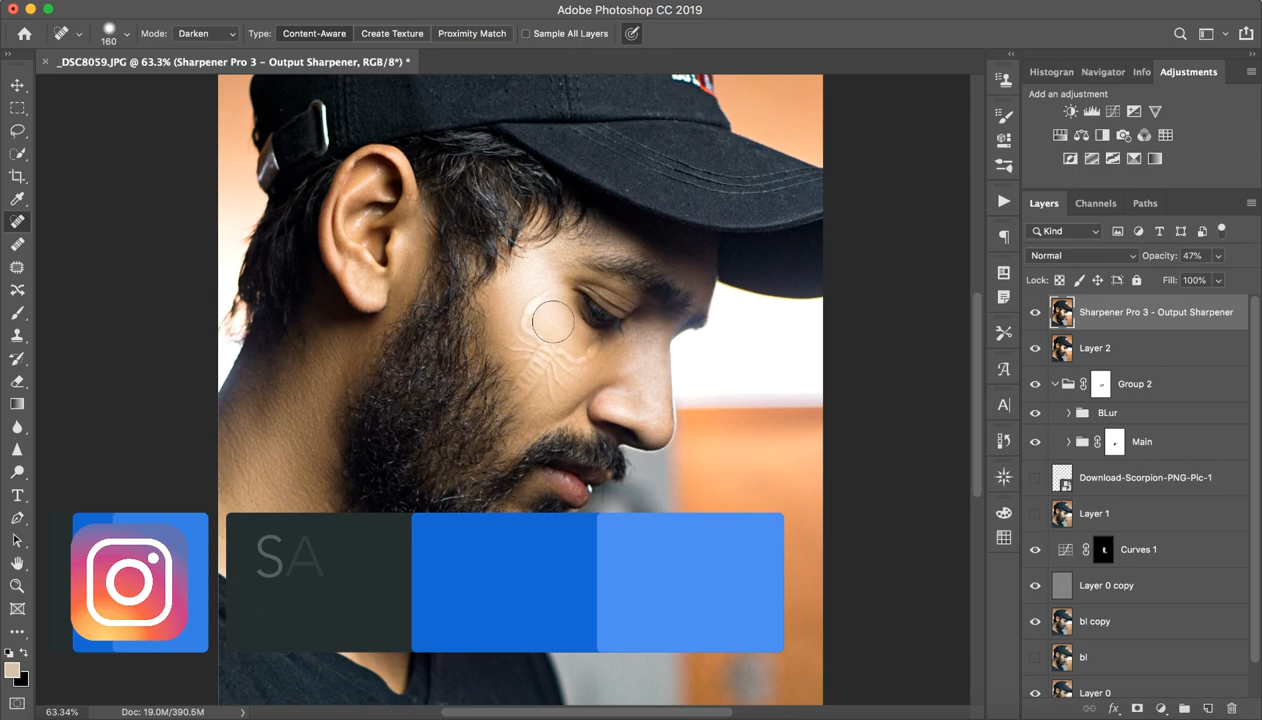 Adobe Photoshop CC 2019
160 Mode: Darken Type: Content-Aware Create Texture Proximity Match Sample All Layers
_DSC8059.JPG @ 63.3% (Sharpener Pro 3 - Output Sharpener, RGB/8*) *
Histogran Navigator Info Adjustments
Add an adjustment
Layers Channels Paths
Kind
Normal Opacity: 47%
Lock: Fill: 100%
Sharpener Pro 3 - Output Sharpener
Layer 2
Group 2
BLur
Main
Download-Scorpion-PNG-Pic-1
Layer 1
Curves 1
Layer 0 copy
bl copy
bl
Layer 0
SA
63.34% Doc: 19.0M/390.5M